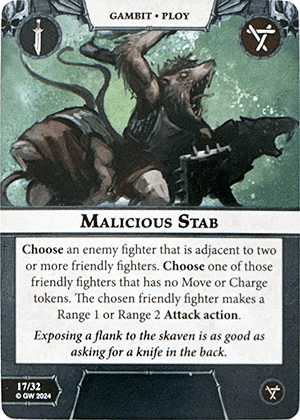 GAMBIT • PLOY
MALICIOUS STAB
Choose an enemy fighter that is adjacent to two
or more friendly fighters. Choose one of those
friendly fighters that has no Move or Charge
tokens. The chosen friendly fighter makes a
Range 1 or Range 2 Attack action.
Exposing a flank to the skaven is as good as
asking for a knife in the back.
17/32
© GW 2024